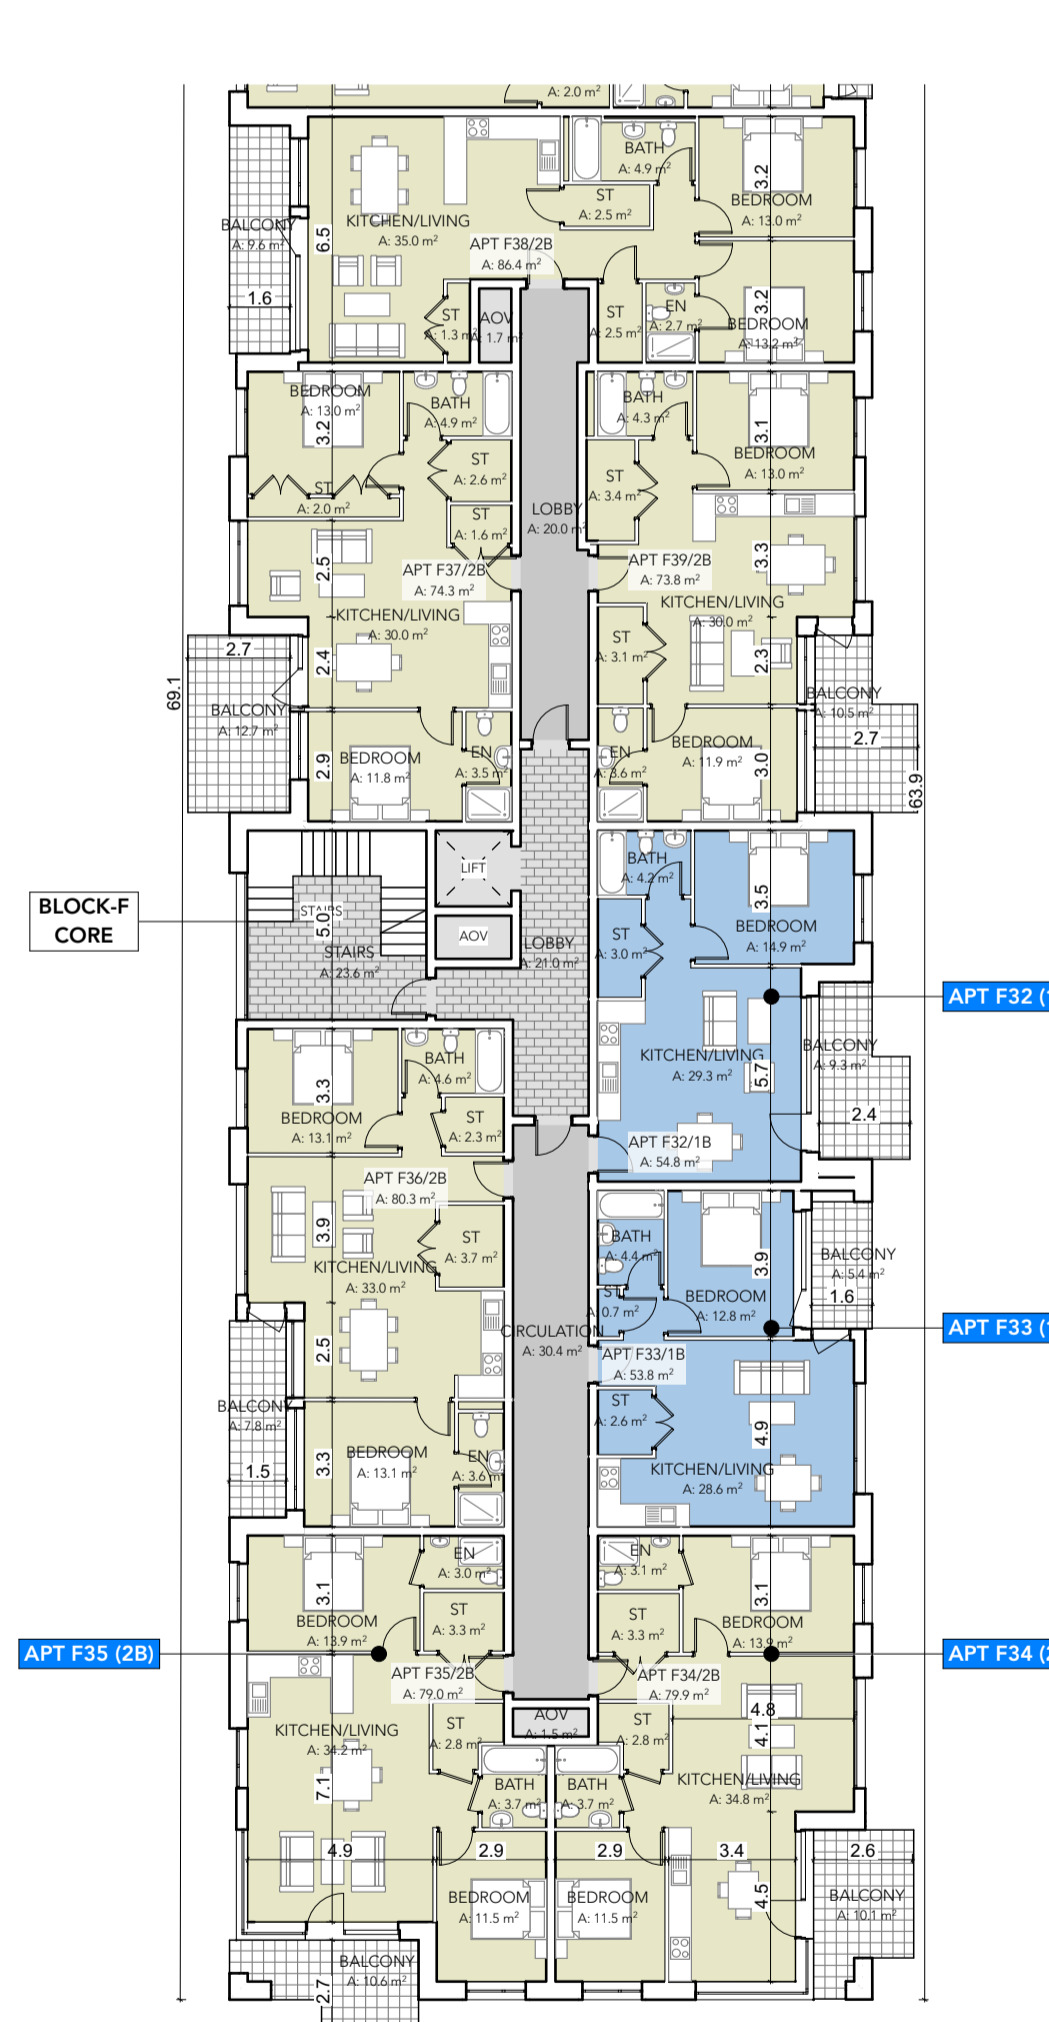 A: 2.0 m²
BATH
A: 4.9 m²
3.2
BEDROOM
A: 13.0 m²
ST
A: 2.5 m²
BALCONY
A: 9.6 m²
6.5
KITCHEN/LIVING
A: 35.0 m²
APT F38/2B
A: 86.4 m²
1.6
ST
A: 1.3 m²
AOV
A: 1.7 m²
ST
A: 2.5 m²
EN
A: 2.7 m²
3.2
BEDROOM
A: 13.2 m²
BEDROOM
A: 13.0 m²
3.2
BATH
A: 4.9 m²
BATH
A: 4.3 m²
3.1
BEDROOM
A: 13.0 m²
ST
A: 2.0 m²
ST
A: 2.6 m²
ST
A: 3.4 m²
ST
A: 1.6 m²
LOBBY
A: 20.0 m²
2.5
APT F37/2B
A: 74.3 m²
APT F39/2B
A: 73.8 m²
3.3
KITCHEN/LIVING
A: 30.0 m²
KITCHEN/LIVING
A: 30.0 m²
2.7
2.4
ST
A: 3.1 m²
2.3
69.1
BALCONY
A: 12.7 m²
BALCONY
A: 10.5 m²
2.7
2.9
BEDROOM
A: 11.8 m²
EN
A: 3.5 m²
EN
A: 3.6 m²
BEDROOM
A: 11.9 m²
3.0
63.9
LIFT
BATH
A: 4.2 m²
3.5
BEDROOM
A: 14.9 m²
BLOCK-F
CORE
STAIRS
5.0
STAIRS
A: 23.6 m²
AOV
LOBBY
A: 21.0 m²
ST
A: 3.0 m²
APT F32 (1
KITCHEN/LIVING
A: 29.3 m²
5.7
BALCONY
A: 9.3 m²
2.4
BATH
A: 4.6 m²
3.3
BEDROOM
A: 13.1 m²
ST
A: 2.3 m²
APT F32/1B
A: 54.8 m²
APT F36/2B
A: 80.3 m²
3.9
ST
A: 3.7 m²
KITCHEN/LIVING
A: 33.0 m²
BATH
A: 4.4 m²
3.9
BALCONY
A: 5.4 m²
1.6
ST
A: 0.7 m²
BEDROOM
A: 12.8 m²
APT F33 (1
CIRCULATION
A: 30.4 m²
2.5
APT F33/1B
A: 53.8 m²
BALCONY
A: 7.8 m²
1.5
ST
A: 2.6 m²
4.9
3.3
BEDROOM
A: 13.1 m²
EN
A: 3.6 m
KITCHEN/LIVING
A: 28.6 m²
EN
A: 3.0 m²
EN
A: 3.1 m²
3.1
BEDROOM
A: 13.9 m²
ST
A: 3.3 m²
ST
A: 3.3 m²
3.1
BEDROOM
A: 13.9 m²
APT F35 (2B)
APT F34 (2
APT F35/2B
A: 79.0 m²
APT F34/2B
A: 79.9 m²
AOV
A: 1.5 m²
4.8
4.1
KITCHEN/LIVING
A: 34.2 m²
ST
A: 2.8 m²
ST
A: 2.8 m²
7.1
BATH
A: 3.7 m²
BATH
A: 3.7 m²
KITCHEN/LIVING
A: 34.8 m²
4.9
2.9
2.9
3.4
2.6
BEDROOM
A: 11.5 m²
BEDROOM
A: 11.5 m²
4.5
BALCONY
A: 10.1 m²
BALCONY
A: 10.6 m²
2.7